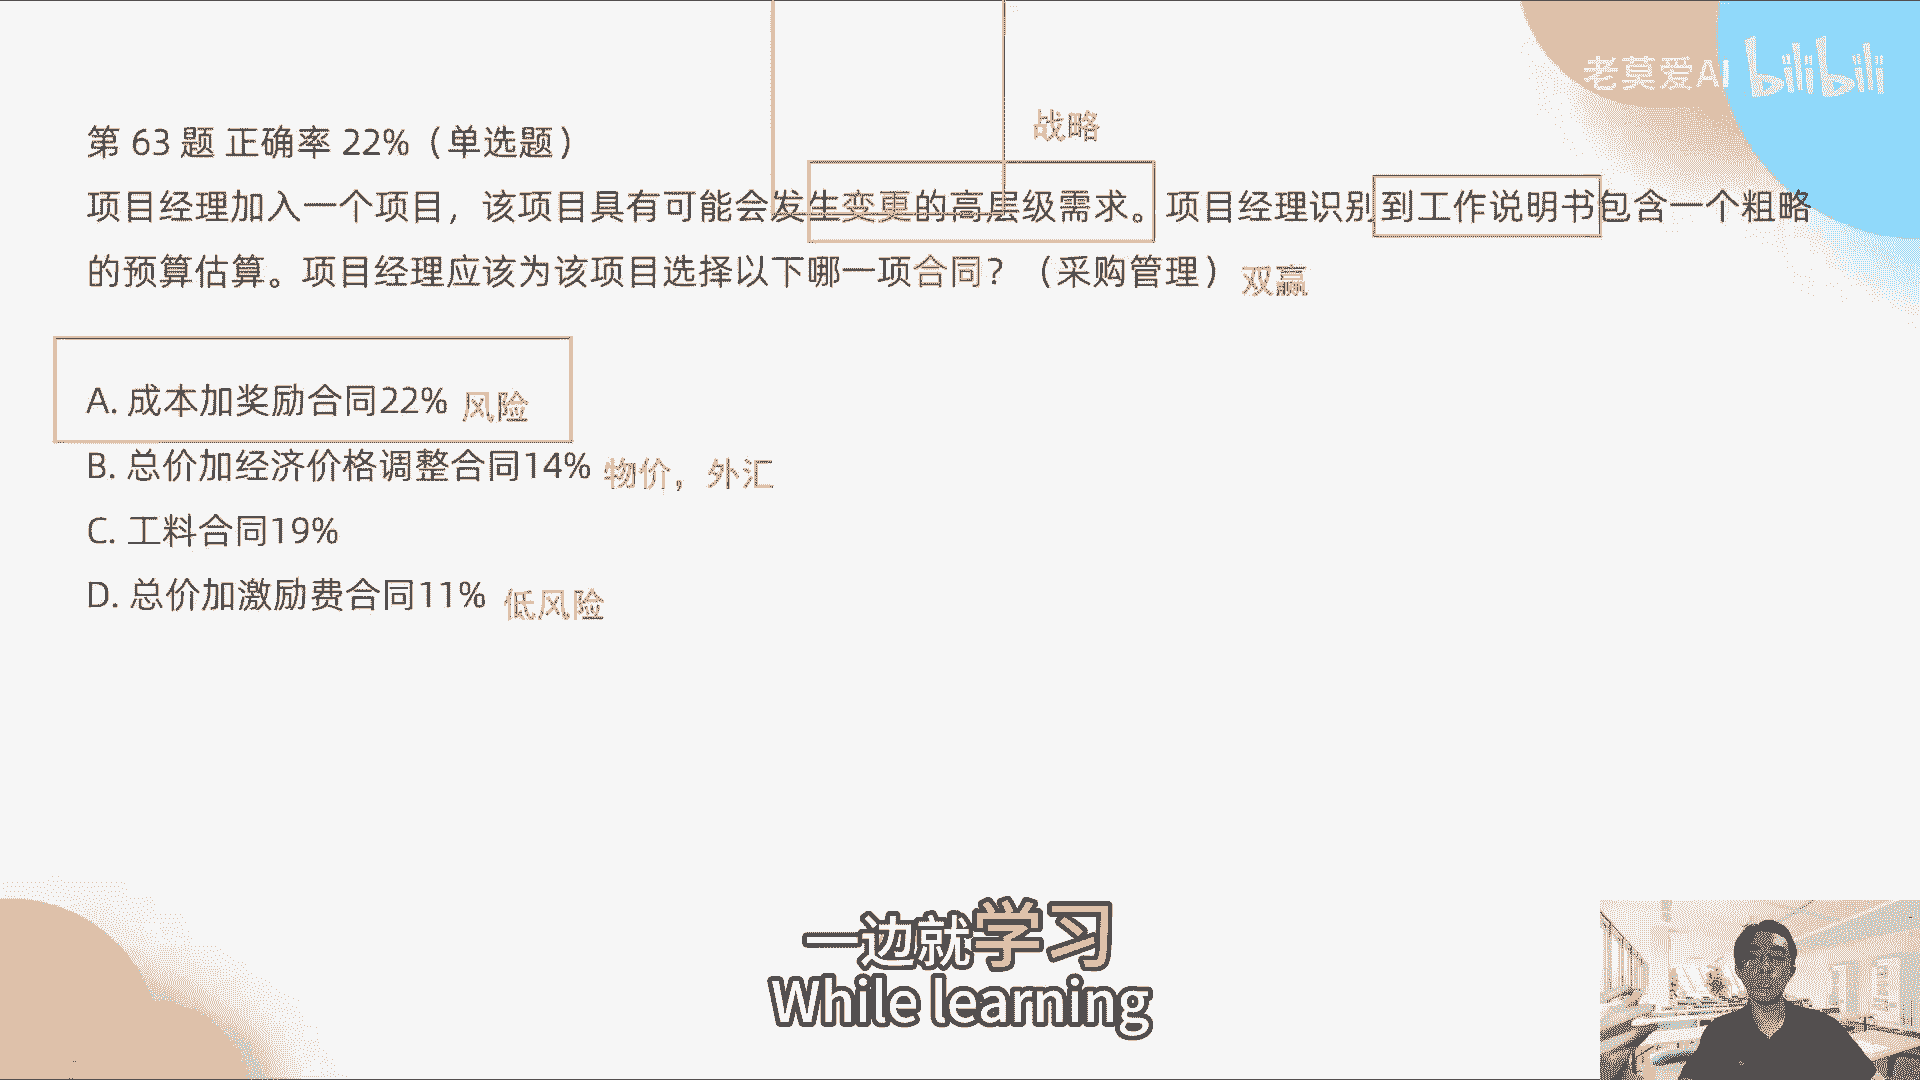 老莫爱AI bilibili
战略
第 63 题 正确率 22%（单选题）
项目经理加入一个项目，该项目具有可能会发生变更的高层级需求。项目经理识别到工作说明书包含一个粗略
的预算估算。项目经理应该为该项目选择以下哪一项合同？（采购管理） 双赢
A. 成本加奖励合同22% 风险
B. 总价加经济价格调整合同14% 物价，外汇
C. 工料合同19%
D. 总价加激励费合同11% 低风险
一边就学习
While learning